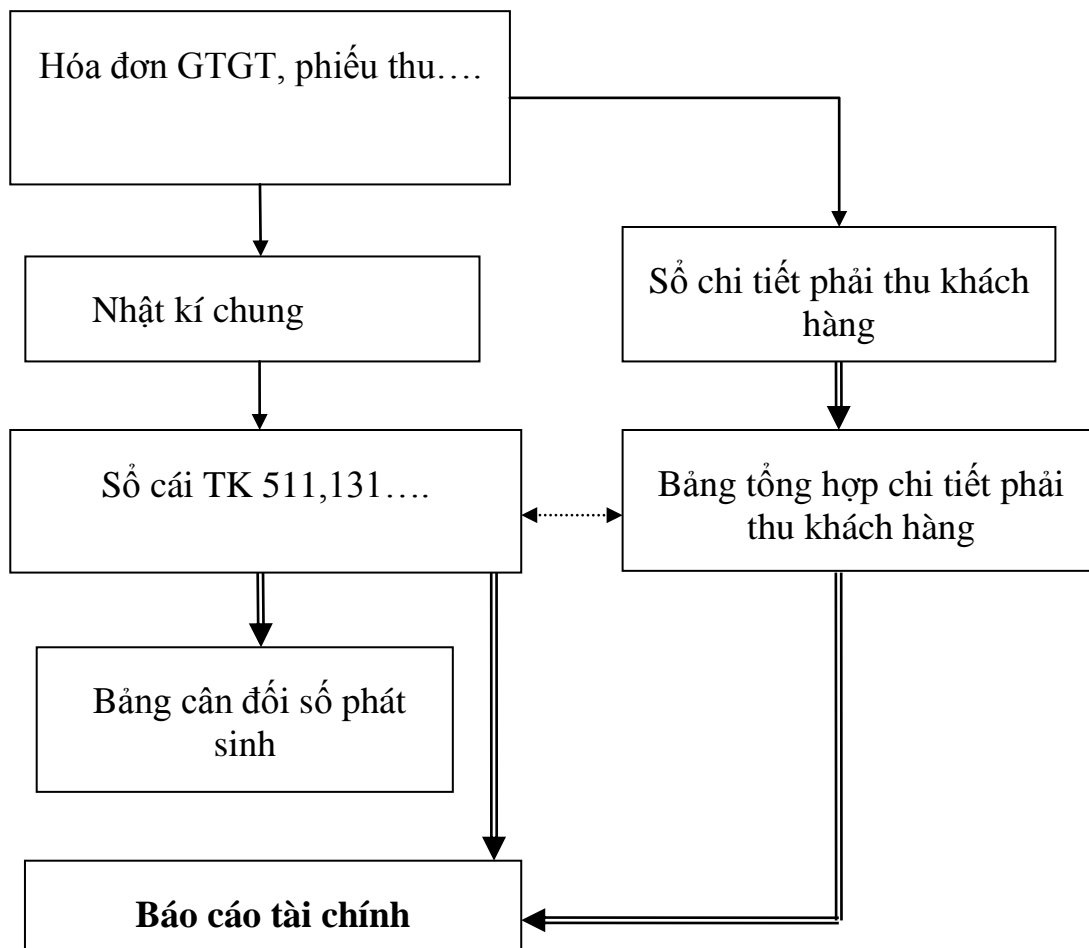 Hóa đơn GTGT, phiếu thu….
Nhật kí chung
Sổ chi tiết phải thu khách
hàng
Sổ cái TK 511,131….
Bảng tổng hợp chi tiết phải
thu khách hàng
Bảng cân đối số phát
sinh
Báo cáo tài chính